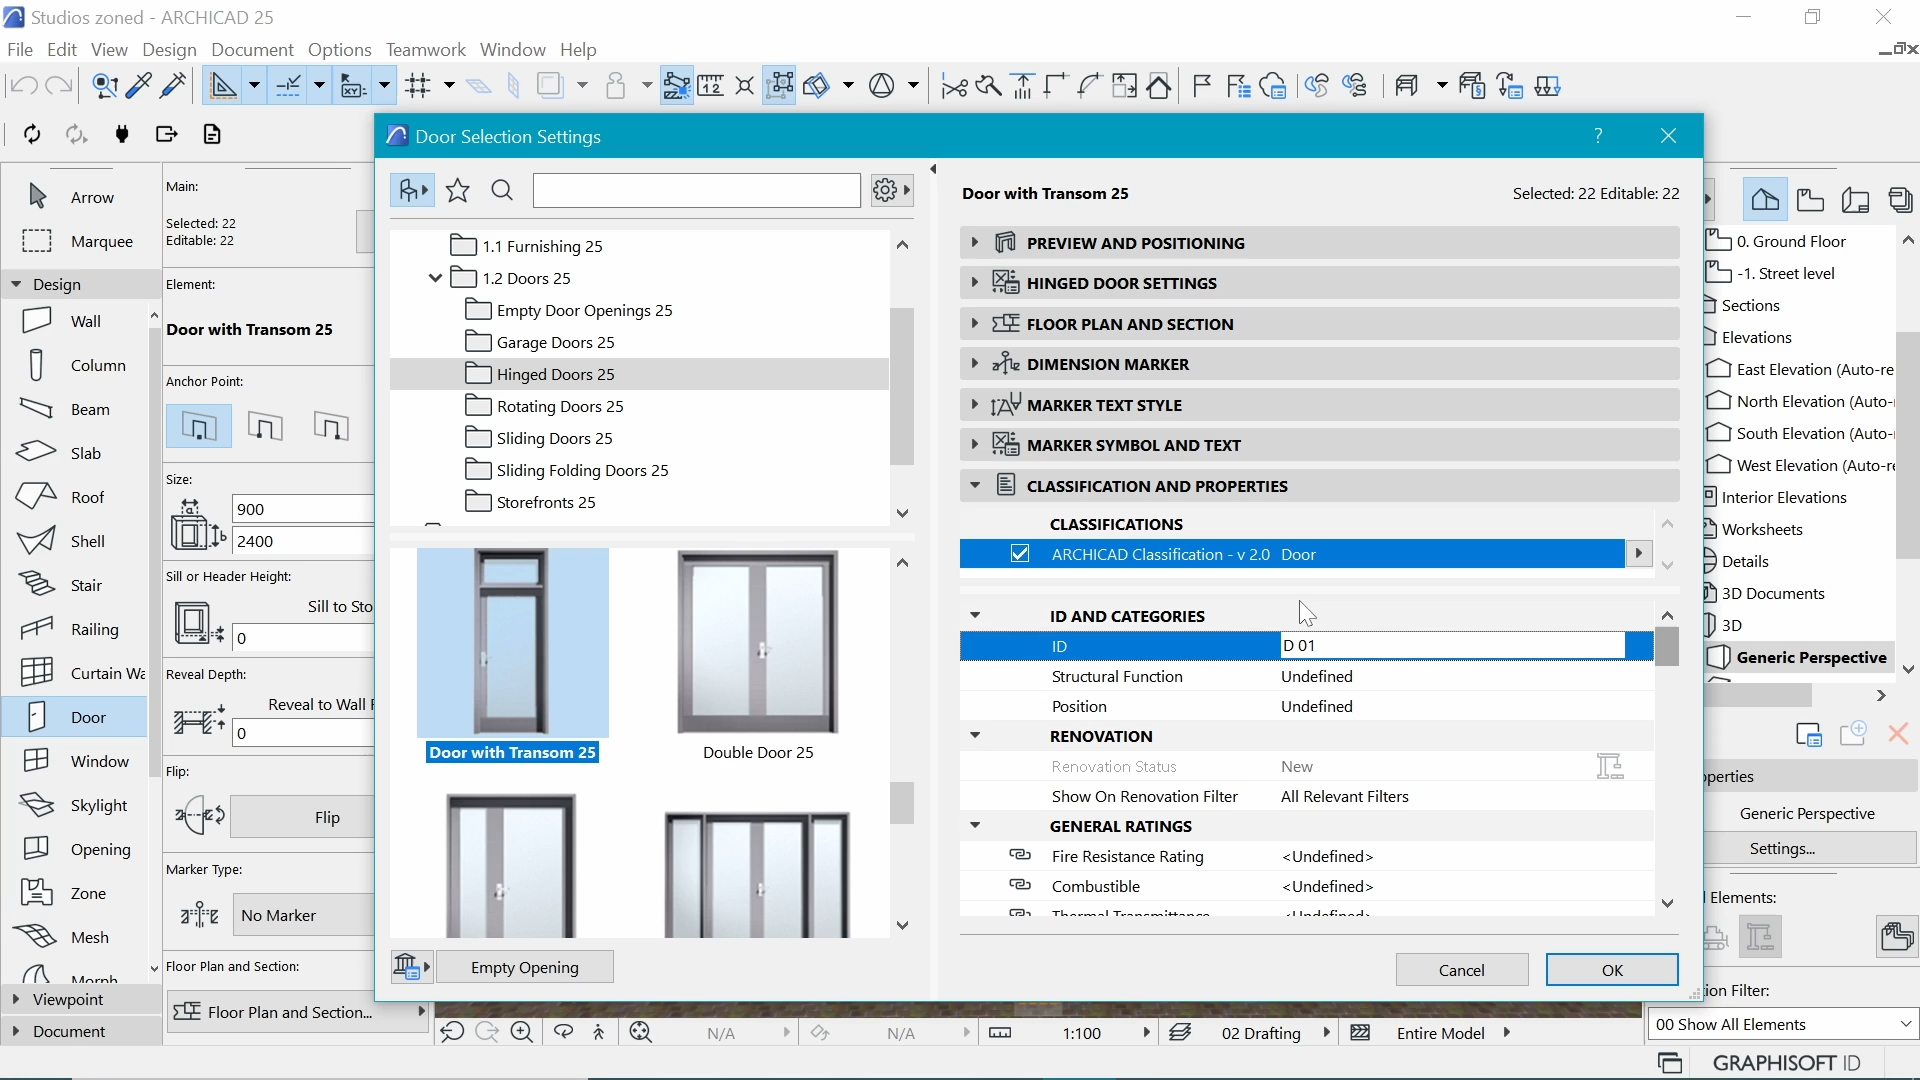 Studios zoned - ARCHICAD 25
File Edit View Design Document Options Teamwork Window Help
Door Selection Settings
?
Arrow
Marquee
Design
Wall
Column
Beam
Slab
Roof
Shell
Stair
Railing
Curtain Wa
Door
Window
Skylight
Opening
Zone
Mesh
Morph
Viewpoint
Document
Main:
Selected: 22
Editable: 22
Element:
Door with Transom 25
Anchor Point:
Size:
900
2400
Sill or Header Height:
Sill to Sto
0
Reveal Depth:
Reveal to Wall F
0
Flip:
Flip
Marker Type:
No Marker
Floor Plan and Section:
Floor Plan and Section...
1.1 Furnishing 25
1.2 Doors 25
Empty Door Openings 25
Garage Doors 25
Hinged Doors 25
Rotating Doors 25
Sliding Doors 25
Sliding Folding Doors 25
Storefronts 25
Door with Transom 25
Double Door 25
Empty Opening
Door with Transom 25
Selected: 22 Editable: 22
PREVIEW AND POSITIONING
HINGED DOOR SETTINGS
FLOOR PLAN AND SECTION
DIMENSION MARKER
MARKER TEXT STYLE
MARKER SYMBOL AND TEXT
CLASSIFICATION AND PROPERTIES
CLASSIFICATIONS
ARCHICAD Classification - v 2.0 Door
ID AND CATEGORIES
ID D 01
Structural Function Undefined
Position Undefined
RENOVATION
Renovation Status New
Show On Renovation Filter All Relevant Filters
GENERAL RATINGS
Fire Resistance Rating <Undefined>
Combustible <Undefined>
Thermal Transmittance <Undefined>
Cancel
OK
0. Ground Floor
-1. Street level
Sections
Elevations
East Elevation (Auto-re
North Elevation (Auto-r
South Elevation (Auto-
West Elevation (Auto-re
Interior Elevations
Worksheets
Details
3D Documents
3D
Generic Perspective
operties
Generic Perspective
Settings...
l Elements:
ion Filter:
00 Show All Elements
N/A
N/A
1:100
02 Drafting
Entire Model
GRAPHISOFT ID